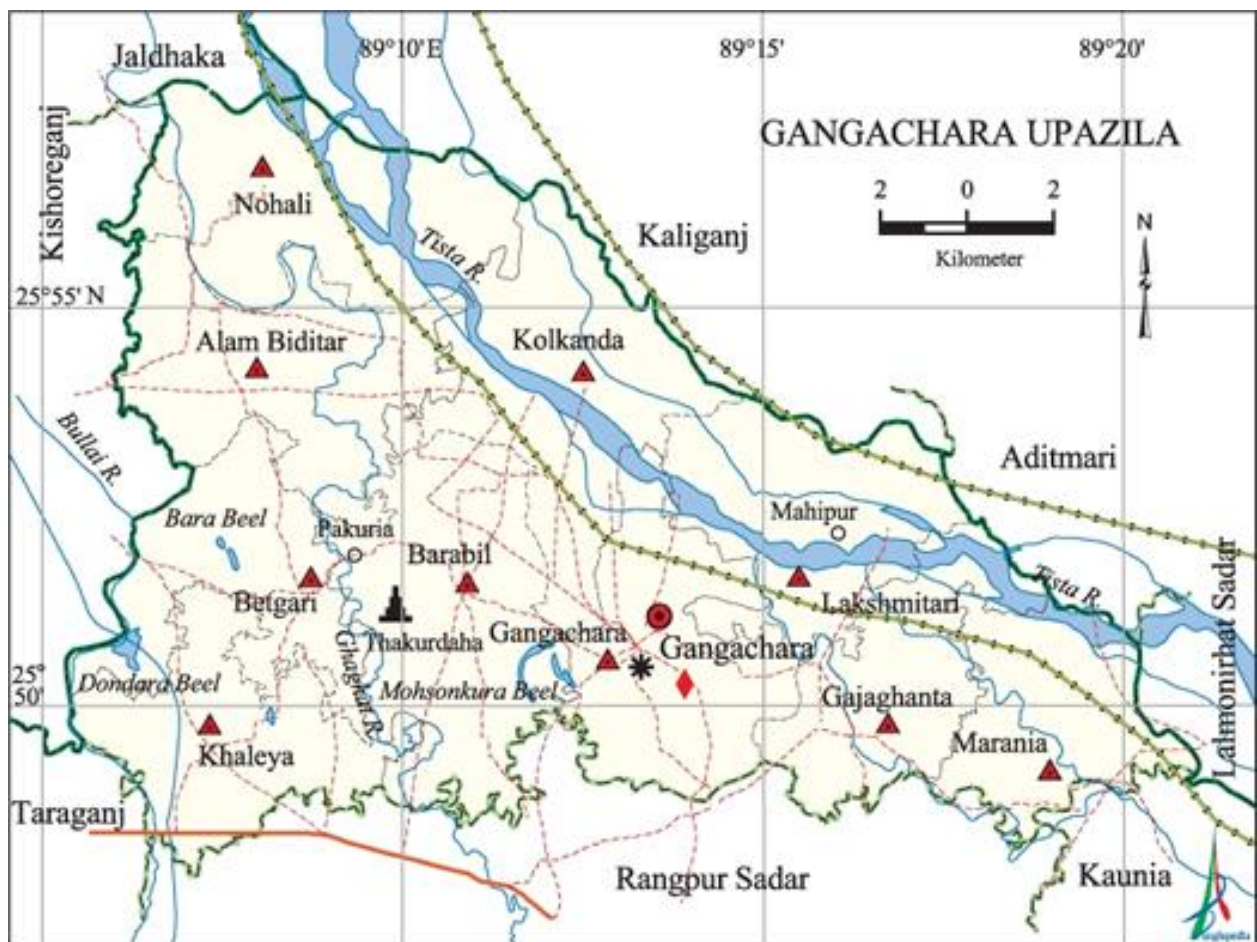 89°10' E
89°15'
89°20'
Jaldhaka
GANGACHARA UPAZILA
Kishoreganj
2 0 2
Kilometer
N
Nohali
Tista R.
Kaliganj
25°55' N
Alam Biditar
Kolkanda
Bullai R.
Aditmari
Bara Beel
Pakuria
Mahipur
Barabil
Betgari
Lakshmitari
Tista R.
Thakurdaha
Gangachara
Gangachara
Lalmonirhat Sadar
25°
50'
Dondara Beel
Ghaghat R.
Mohsonkura Beel
Gajaghanta
Khaleya
Marania
Taraganj
Rangpur Sadar
Kaunia